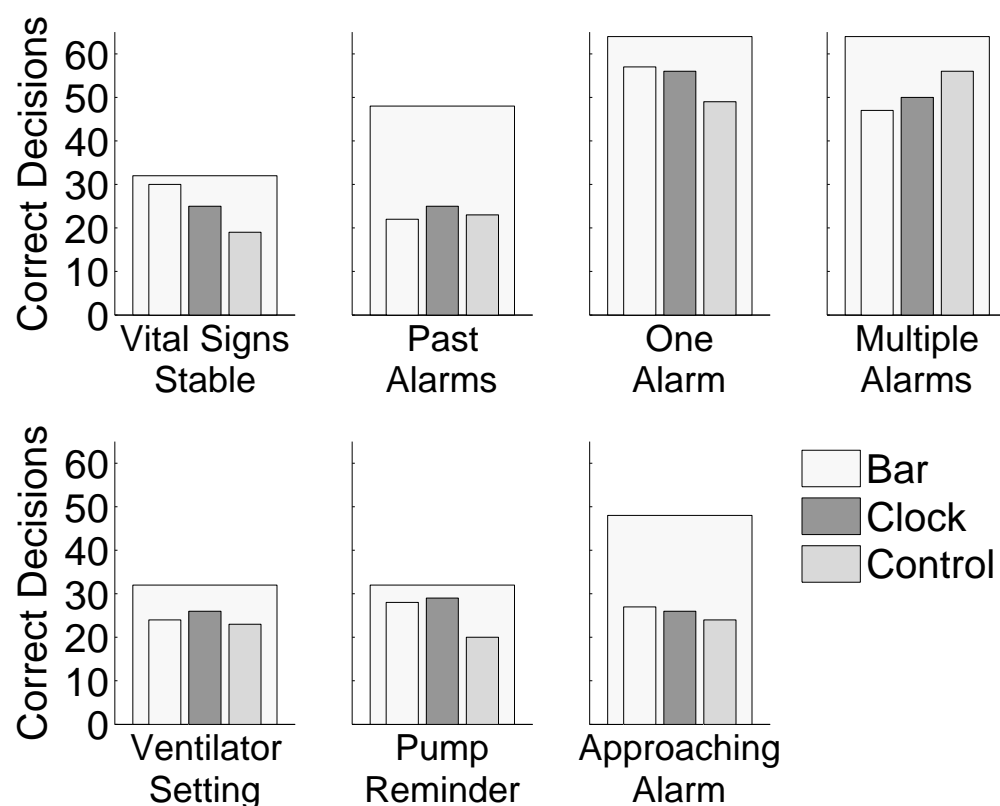 Correct Decisions
60
50
40
30
20
10
0
Vital Signs
Stable
Past
Alarms
One
Alarm
Multiple
Alarms
Correct Decisions
60
50
40
30
20
10
0
Ventilator
Setting
Pump
Reminder
Approaching
Alarm
Bar
Clock
Control